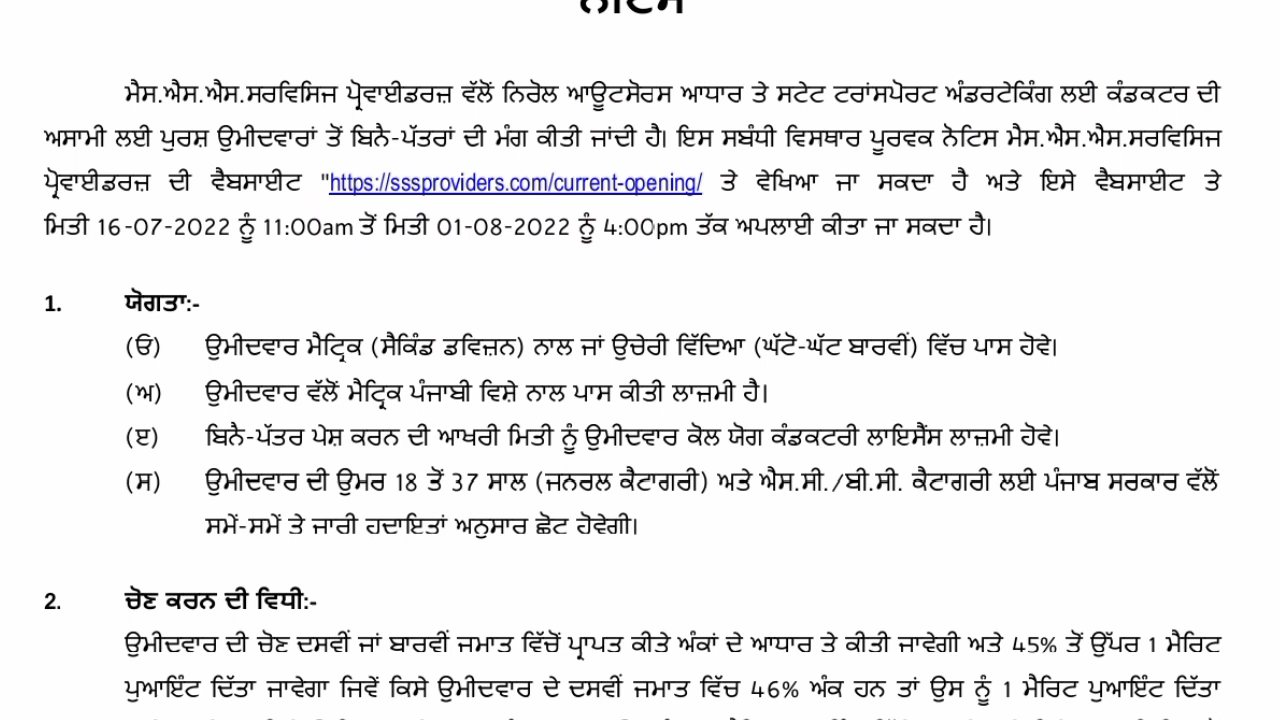 ਨੋਟਿਸ
ਮੈਸ.ਐਸ.ਐਸ.ਸਰਵਿਸਿਜ ਪ੍ਰੋਵਾਈਡਰਜ਼ ਵੱਲੋਂ ਨਿਰੋਲ ਆਊਟਸੋਰਸ ਆਧਾਰ ਤੇ ਸਟੇਟ ਟਰਾਂਸਪੋਰਟ ਅੰਡਰਟੇਕਿੰਗ ਲਈ ਕੰਡਕਟਰ ਦੀ
ਅਸਾਮੀ ਲਈ ਪੁਰਸ਼ ਉਮੀਦਵਾਰਾਂ ਤੋਂ ਬਿਨੈ-ਪੱਤਰਾਂ ਦੀ ਮੰਗ ਕੀਤੀ ਜਾਂਦੀ ਹੈ। ਇਸ ਸਬੰਧੀ ਵਿਸਥਾਰ ਪੂਰਵਕ ਨੋਟਿਸ ਮੈਸ.ਐਸ.ਐਸ.ਸਰਵਿਸਿਜ
ਪ੍ਰੋਵਾਈਡਰਜ਼ ਦੀ ਵੈਬਸਾਈਟ "https://sssproviders.com/current-opening/ ਤੇ ਵੇਖਿਆ ਜਾ ਸਕਦਾ ਹੈ ਅਤੇ ਇਸੇ ਵੈਬਸਾਈਟ ਤੇ
ਮਿਤੀ 16-07-2022 ਨੂੰ 11:00am ਤੋਂ ਮਿਤੀ 01-08-2022 ਨੂੰ 4:00pm ਤੱਕ ਅਪਲਾਈ ਕੀਤਾ ਜਾ ਸਕਦਾ ਹੈ।
1. ਯੋਗਤਾ:-
(ੳ) ਉਮੀਦਵਾਰ ਮੈਟ੍ਰਿਕ (ਸੈਕਿੰਡ ਡਵਿਜ਼ਨ) ਨਾਲ ਜਾਂ ਉਚੇਰੀ ਵਿੱਦਿਆ (ਘੱਟੋ-ਘੱਟ ਬਾਰਵੀਂ) ਵਿੱਚ ਪਾਸ ਹੋਵੇ।
(ਅ) ਉਮੀਦਵਾਰ ਵੱਲੋਂ ਮੈਟ੍ਰਿਕ ਪੰਜਾਬੀ ਵਿਸ਼ੇ ਨਾਲ ਪਾਸ ਕੀਤੀ ਲਾਜ਼ਮੀ ਹੈ।
(ੲ) ਬਿਨੈ-ਪੱਤਰ ਪੇਸ਼ ਕਰਨ ਦੀ ਆਖਰੀ ਮਿਤੀ ਨੂੰ ਉਮੀਦਵਾਰ ਕੋਲ ਯੋਗ ਕੰਡਕਟਰੀ ਲਾਇਸੈਂਸ ਲਾਜ਼ਮੀ ਹੋਵੇ।
(ਸ) ਉਮੀਦਵਾਰ ਦੀ ਉਮਰ 18 ਤੋਂ 37 ਸਾਲ (ਜਨਰਲ ਕੈਟਾਗਰੀ) ਅਤੇ ਐਸ.ਸੀ./ਬੀ.ਸੀ. ਕੈਟਾਗਰੀ ਲਈ ਪੰਜਾਬ ਸਰਕਾਰ ਵੱਲੋਂ
ਸਮੇਂ-ਸਮੇਂ ਤੇ ਜਾਰੀ ਹਦਾਇਤਾਂ ਅਨੁਸਾਰ ਛੋਟ ਹੋਵੇਗੀ।
2. ਚੋਣ ਕਰਨ ਦੀ ਵਿਧੀ:-
ਉਮੀਦਵਾਰ ਦੀ ਚੋਣ ਦਸਵੀਂ ਜਾਂ ਬਾਰਵੀਂ ਜਮਾਤ ਵਿੱਚੋਂ ਪ੍ਰਾਪਤ ਕੀਤੇ ਅੰਕਾਂ ਦੇ ਆਧਾਰ ਤੇ ਕੀਤੀ ਜਾਵੇਗੀ ਅਤੇ 45% ਤੋਂ ਉੱਪਰ 1 ਮੈਰਿਟ
ਪੁਆਇੰਟ ਦਿੱਤਾ ਜਾਵੇਗਾ ਜਿਵੇਂ ਕਿਸੇ ਉਮੀਦਵਾਰ ਦੇ ਦਸਵੀਂ ਜਮਾਤ ਵਿੱਚ 46% ਅੰਕ ਹਨ ਤਾਂ ਉਸ ਨੂੰ 1 ਮੈਰਿਟ ਪੁਆਇੰਟ ਦਿੱਤਾ